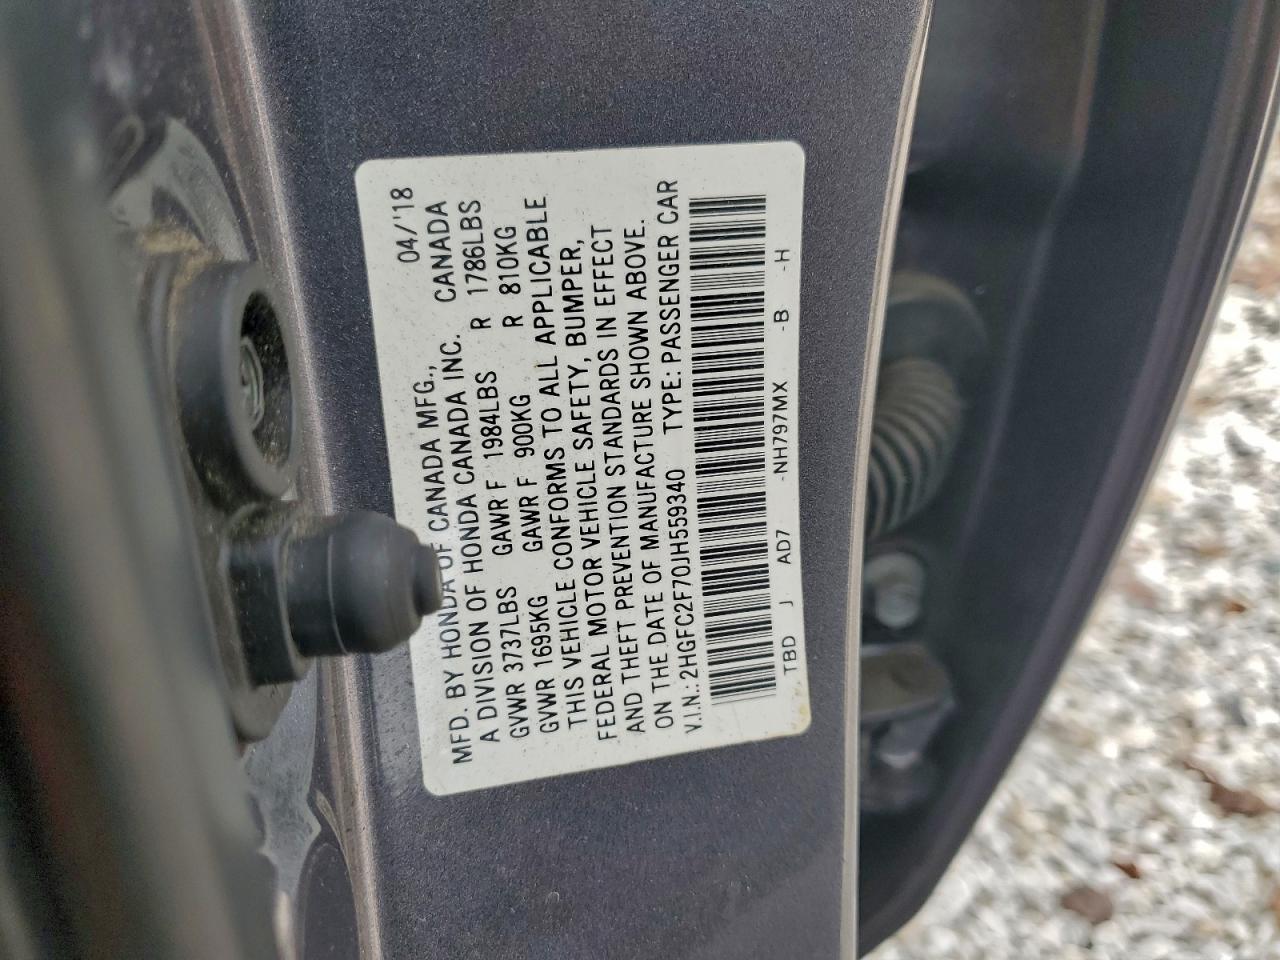 MFD. BY HONDA OF CANADA MFG., 04/'18
A DIVISION OF HONDA CANADA INC. CANADA
GVWR 3737LBS GAWR F 1984LBS R 1786LBS
GVWR 1695KG GAWR F 900KG R 810KG
THIS VEHICLE CONFORMS TO ALL APPLICABLE
FEDERAL MOTOR VEHICLE SAFETY, BUMPER,
AND THEFT PREVENTION STANDARDS IN EFFECT
ON THE DATE OF MANUFACTURE SHOWN ABOVE.
V.I.N.: 2HGFC2F70JH559340 TYPE: PASSENGER CAR
TBD J AD7 -NH797MX -B -H